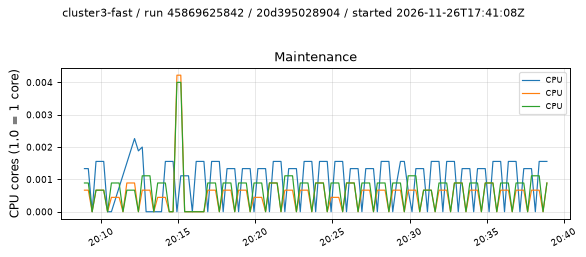 cluster3-fast / run 45869625842 / 20d395028904 / started 2026-11-26T17:41:08Z
Maintenance
CPU cores (1.0 = 1 core)
0.004
0.003
0.002
0.001
0.000
CPU
CPU
CPU
20:10
20:15
20:20
20:25
20:30
20:35
20:40